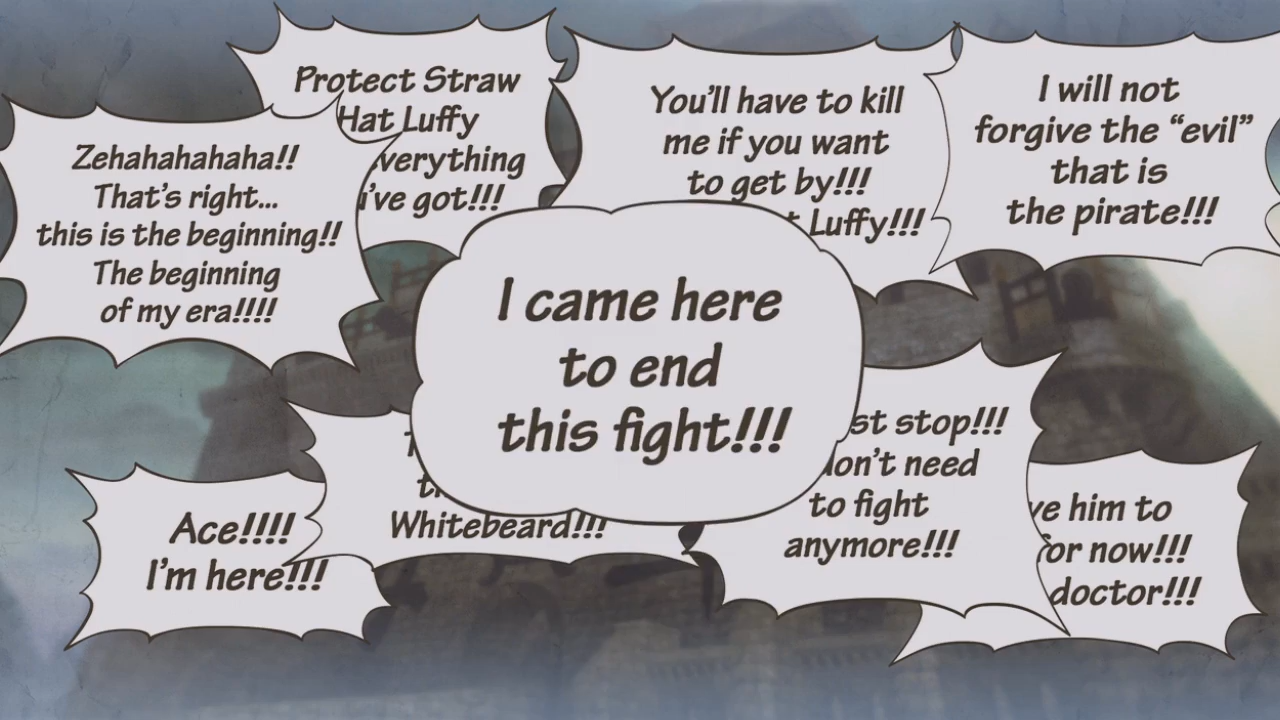 Protect Straw
Hat Luffy
verything
i've got!!!
You'll have to kill
me if you want
to get by!!!
Luffy!!!
I will not
forgive the “evil”
that is
the pirate!!!
Zehahahahaha!!
That's right...
this is the beginning!!
The beginning
of my era!!!!
I came here
to end
this fight!!!
Ace!!!!
I'm here!!!
Whitebeard!!!
st stop!!!
don't need
to fight
anymore!!!
him to
for now!!!
doctor!!!